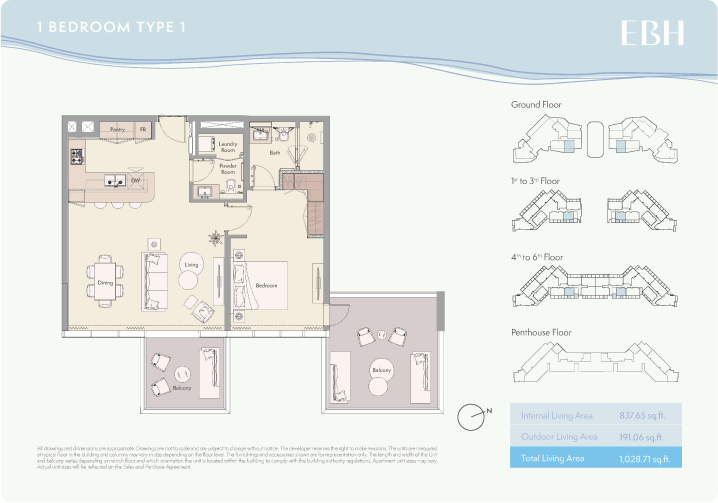 1 BEDROOM TYPE 1
EBH
Ground Floor
Pantry
FR
Laundry
Room
Bath
Powder
Room
DW
1st to 3rd Floor
4th to 6th Floor
Living
Dining
Bedroom
Penthouse Floor
Balcony
Balcony
N
Internal Living Area 837.65 sq.ft.
Outdoor Living Area 191.06 sq.ft.
Total Living Area 1,028.71 sq.ft.
All drawings and dimensions are approximate. Drawings are not to scale and are subject to change without notice. The developer reserves the right to make revisions. The units are measured
at typical floor in the building and columns may vary in size depending on the floor level. The furnishings and accessories shown are for representation only. The length and width of the Unit
and balcony varies depending on which floor and which orientation the unit is located within the building to comply with the building authority regulations. Apartment unit sizes may vary.
Actual unit sizes will be reflected on the Sales and Purchase Agreement.